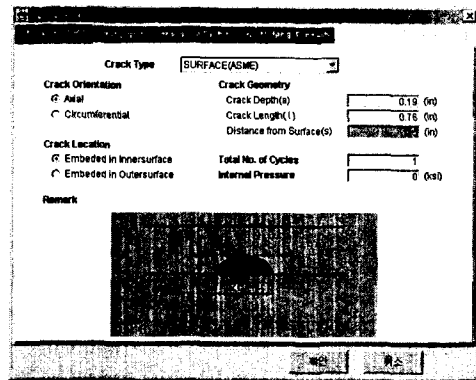 Crack Type SURFACE(ASME)
Crack Orientation
Axial
Circumferential
Crack Location
Embeded in Innersurface
Embeded in Outersurface
Crack Geometry
Crack Depth(a) 0.19 (in)
Crack Length(l) 0.76 (in)
Distance from Surface(s) (in)
Total No. of Cycles 1
Internal Pressure 0 (ksi)
Remark
확인 취소